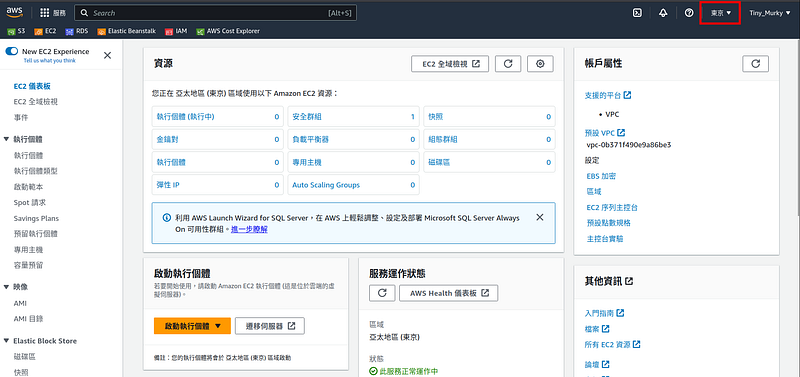 aws
服務
Search
[Alt+S]
東京
Tiny_Murky
S3
EC2
RDS
Elastic Beanstalk
IAM
AWS Cost Explorer
New EC2 Experience
Tell us what you think
EC2 儀表板
EC2 全域檢視
事件
執行個體
執行個體
執行個體類型
啟動範本
Spot 請求
Savings Plans
預留執行個體
專用主機
容量預留
映像
AMI
AMI 目錄
Elastic Block Store
磁碟區
快照
資源
EC2 全域檢視
您正在 亞太地區 (東京) 區域使用以下 Amazon EC2 資源：
執行個體 (執行中) 0
安全群組 1
快照 0
金鑰對 0
負載平衡器 0
組態群組 0
執行個體 0
專用主機 0
磁碟區 0
彈性 IP 0
Auto Scaling Groups 0
利用 AWS Launch Wizard for SQL Server，在 AWS 上輕鬆調整、設定及部署 Microsoft SQL Server Always
On 可用性群組。進一步瞭解
啟動執行個體
若要開始使用，請啟動 Amazon EC2 執行個體 (這是位於雲端的虛
擬伺服器)。
啟動執行個體
遷移伺服器
備註：您的執行個體將會於 亞太地區 (東京) 區域啟動
服務運作狀態
AWS Health 儀表板
區域
亞太地區 (東京)
狀態
此服務正常運作中
帳戶屬性
支援的平台
VPC
預設 VPC
vpc-0b371f490e9a86be3
設定
EBS 加密
區域
EC2 序列主控台
預設點數規格
主控台實驗
其他資訊
入門指南
檔案
所有 EC2 資源
論壇